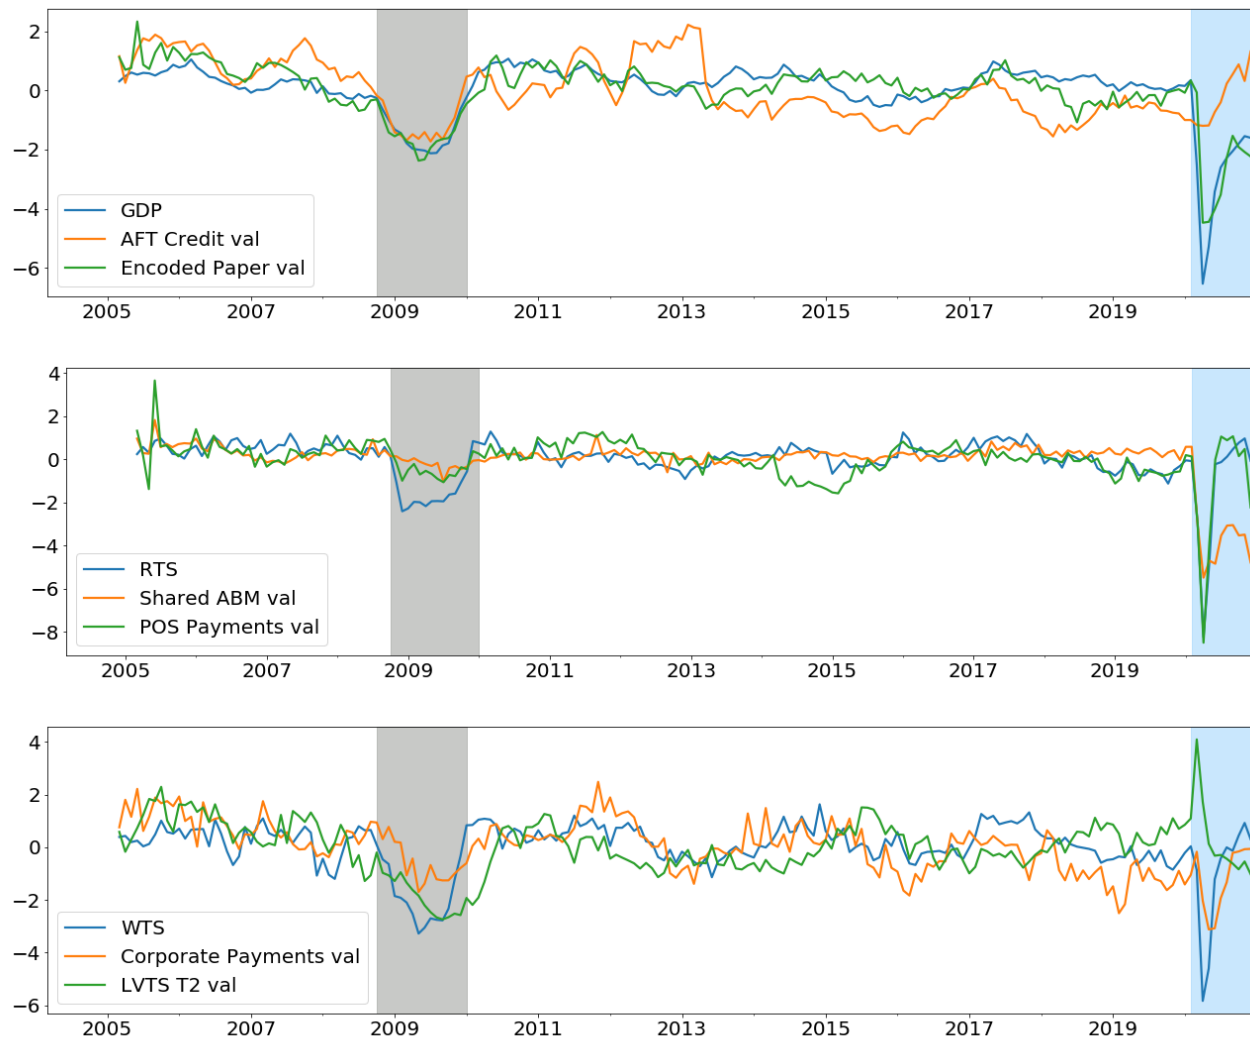 2
0
−2
−4
−6
GDP
AFT Credit val
Encoded Paper val
2005 2007 2009 2011 2013 2015 2017 2019
4
2
0
−2
−4
−6
−8
RTS
Shared ABM val
POS Payments val
2005 2007 2009 2011 2013 2015 2017 2019
4
2
0
−2
−4
−6
WTS
Corporate Payments val
LVTS T2 val
2005 2007 2009 2011 2013 2015 2017 2019